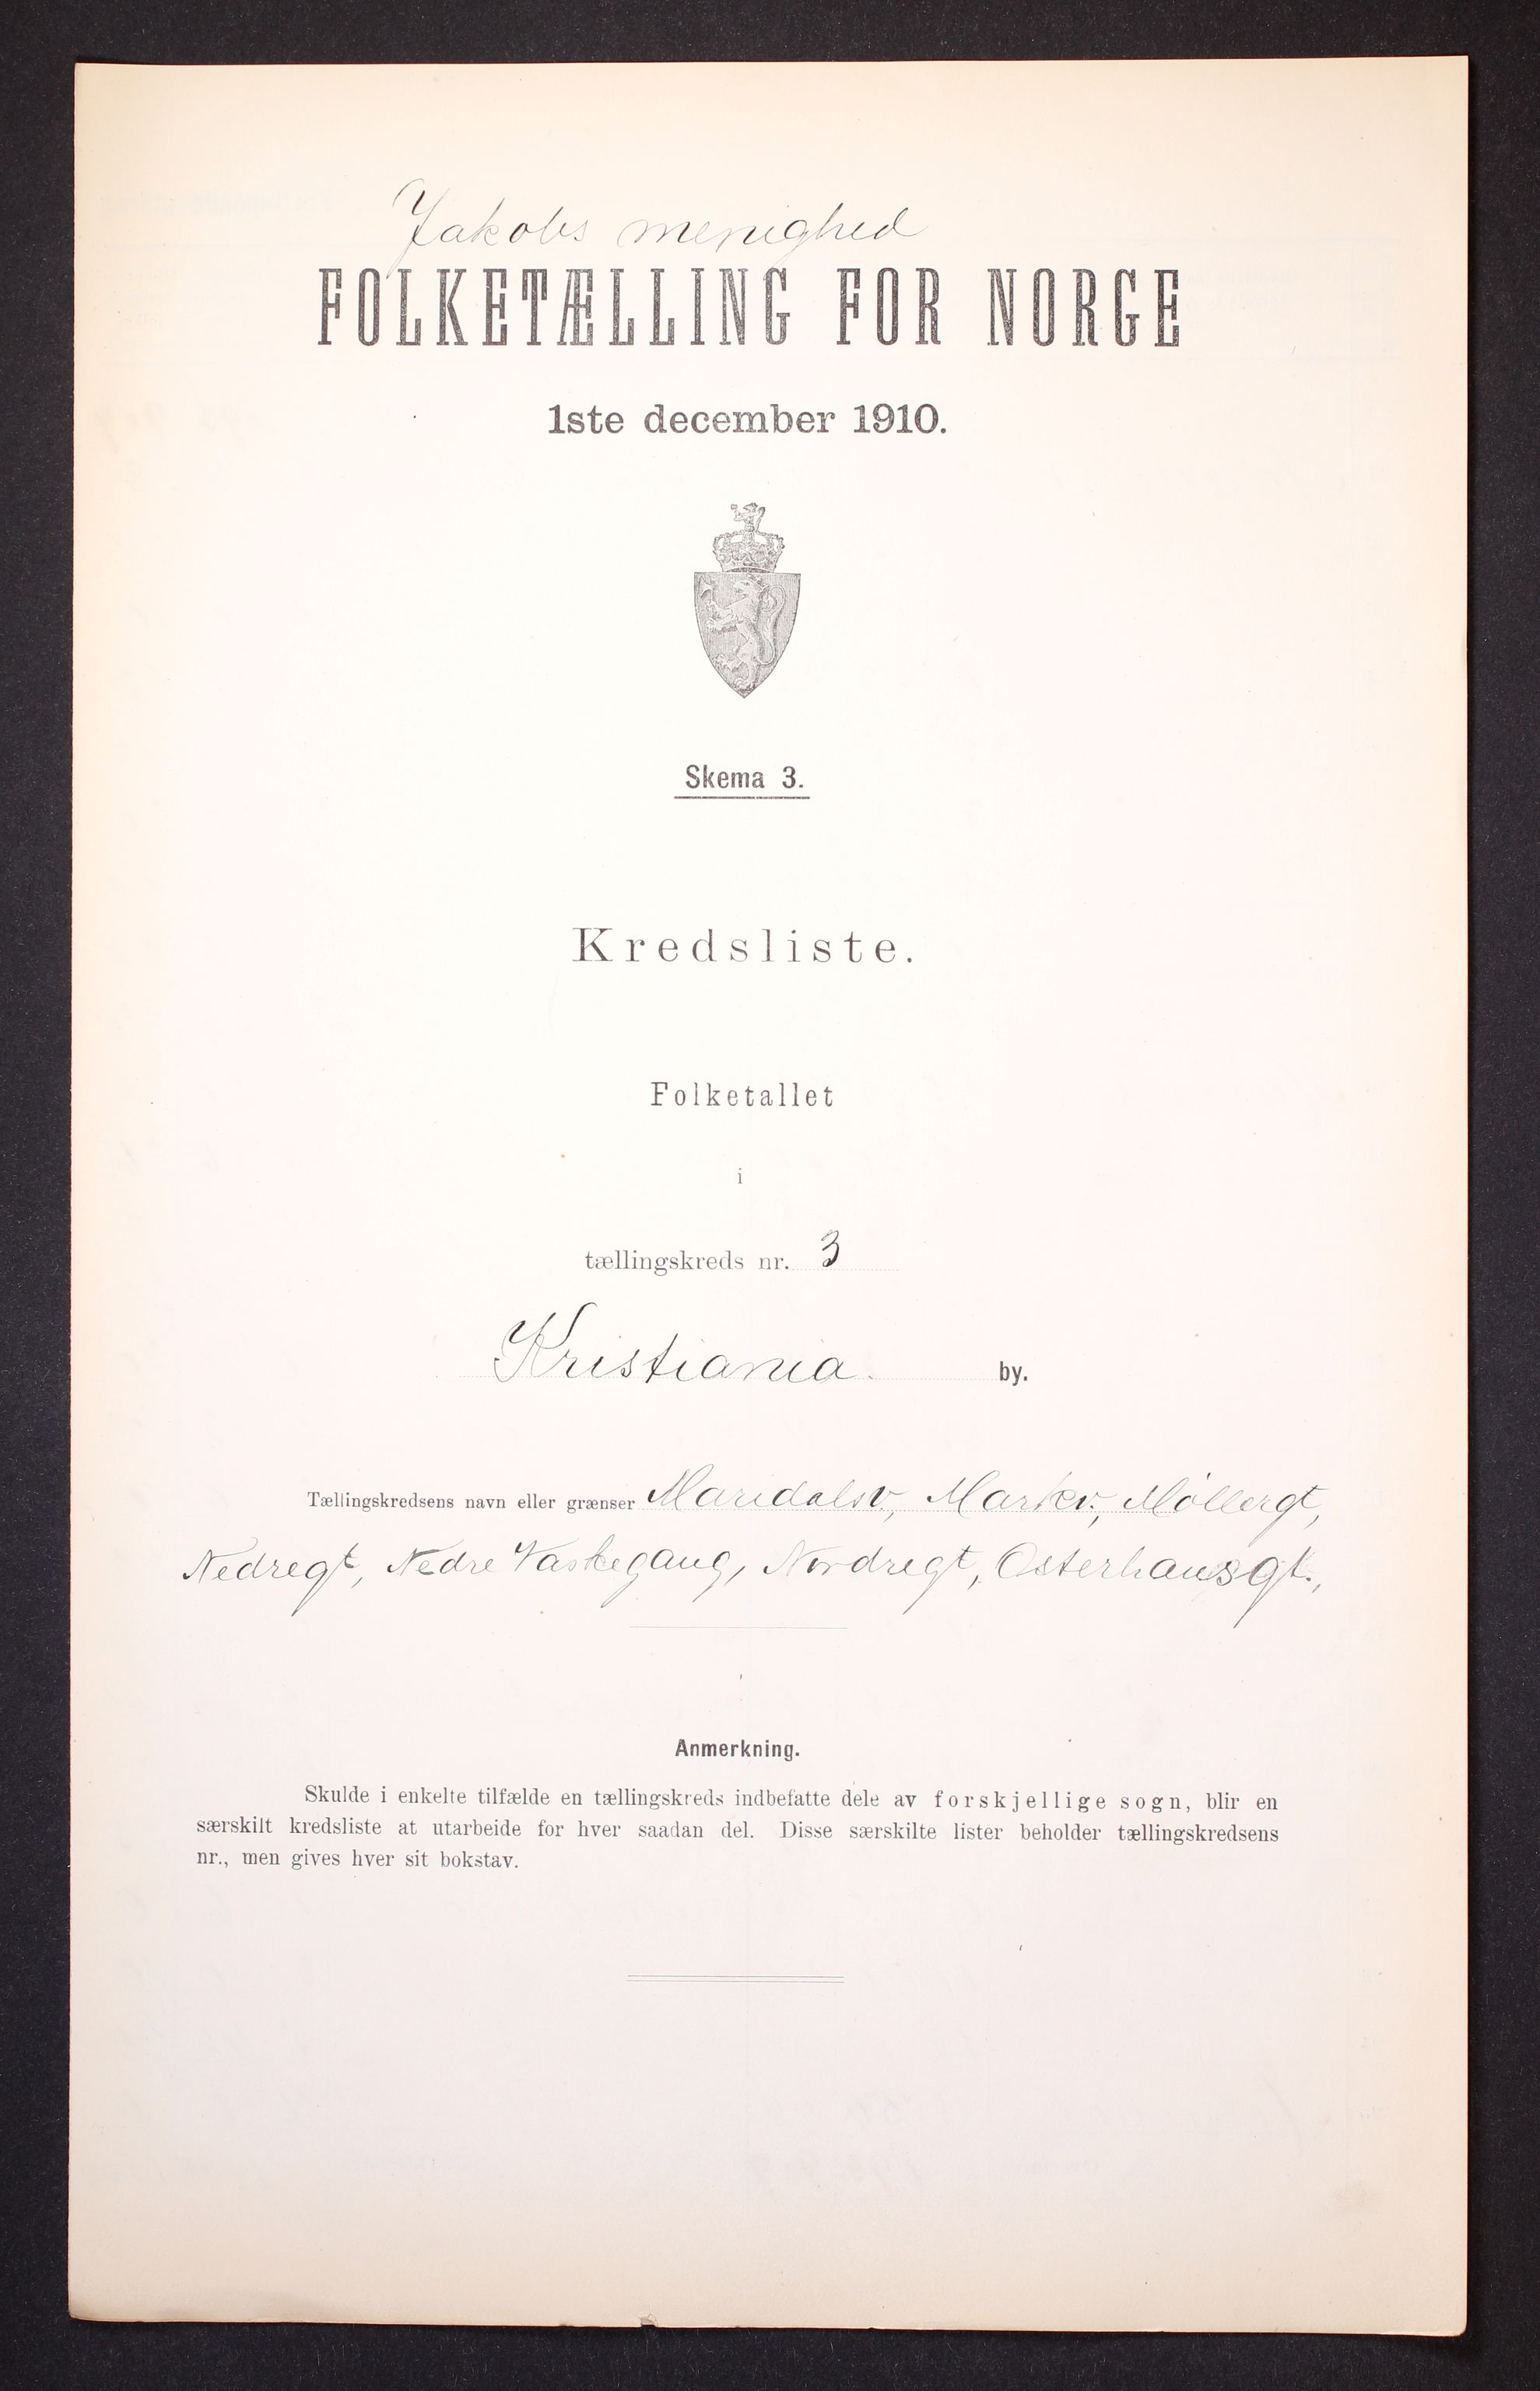 Jakobs menighed
FOLKETÆLLING FOR NORGE
1ste december 1910.
Skema 3.
Kredsliste.
Folketallet
i
tællingskreds nr. 3
Kristiania by.
Tællingskredsens navn eller grænser Maridalsv, Markv., Møllergt,
Nedregt, Nedre Vaskegang, Nordregt, Osterhausgt.,
Anmerkning.
Skulde i enkelte tilfælde en tællingskreds indbefatte dele av forskjellige sogn, blir en
særskilt kredsliste at utarbeide for hver saadan del. Disse særskilte lister beholder tællingskredsens
nr., men gives hver sit bokstav.